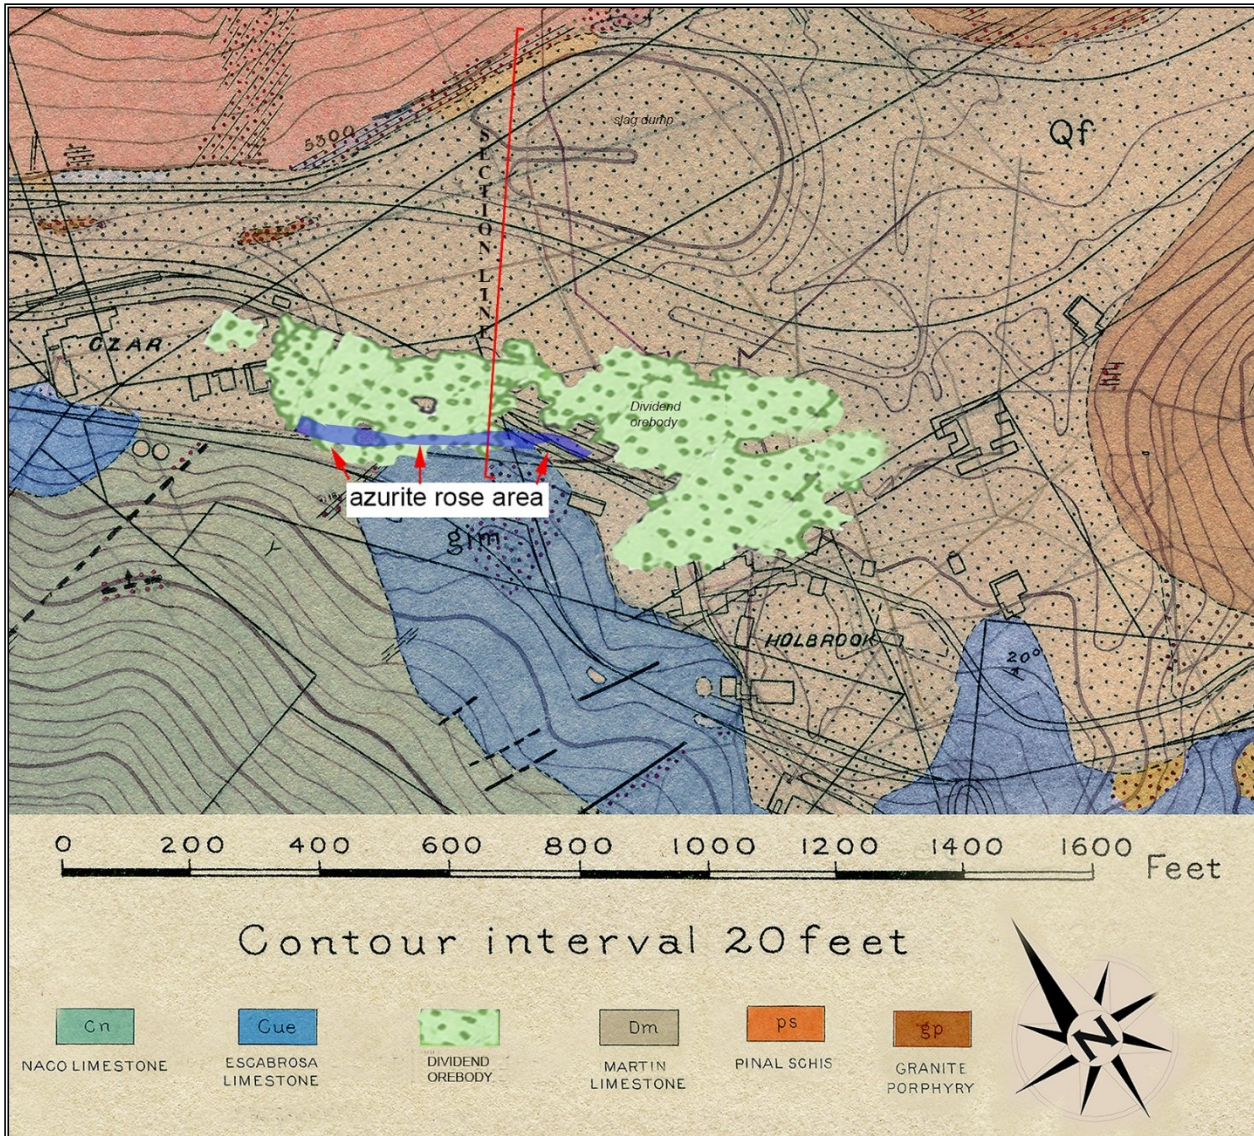 slag dump
Qf
5300
SECTION LINE
CZAR
Dividend
orebody
azurite rose area
glm
Y
HOLBROOK
20°
0 200 400 600 800 1000 1200 1400 1600 Feet
Contour interval 20 feet
Cn
NACO LIMESTONE
Cue
ESCABROSA
LIMESTONE
DIVIDEND
OREBODY
Dm
MARTIN
LIMESTONE
ps
PINAL SCHIS
gp
GRANITE
PORPHYRY
N